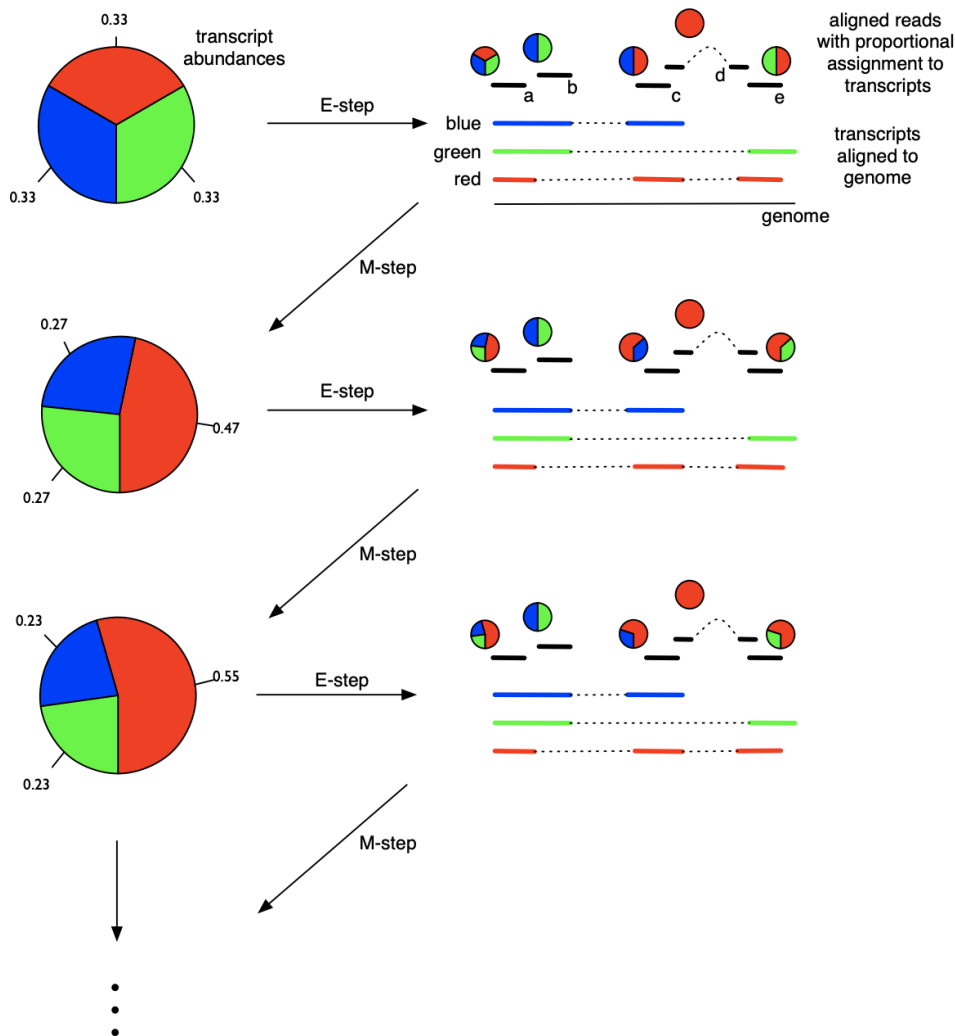 0.33
transcript
abundances
0.33
0.33
E-step
a
b
c
d
e
aligned reads
with proportional
assignment to
transcripts
blue
green
red
transcripts
aligned to
genome
genome
M-step
0.27
0.47
0.27
E-step
M-step
0.23
0.55
0.23
E-step
M-step